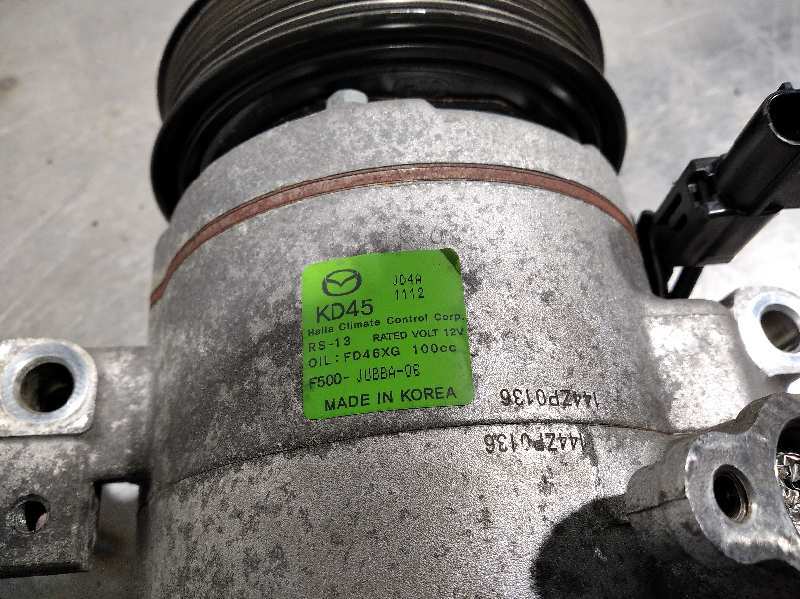 JD4A
1112
KD45
Halla Climate Control Corp.
RS-13 RATED VOLT 12V
OIL: FD46XG 100cc
F500-JUBBA-06
MADE IN KOREA
144ZP0136
144ZP0136